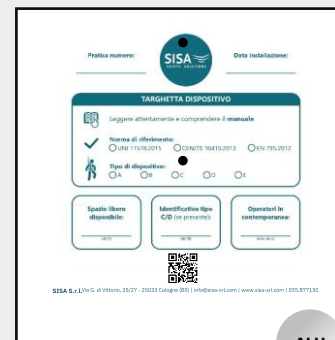 Pratica numero:
SISA
SAFETY SOLUTIONS
Data installazione:
TARGHETTA DISPOSITIVO
Leggere attentamente e comprendere il manuale.
Norma di riferimento:
UNI 11578:2015 CEN/TS 16415:2013 EN 795:2012
Tipo di dispositivo:
A B C D E
Spazio libero disponibile:
METRI
Identificativo tipo C/D (se presente):
Operatori in contemporanea:
SISA S.r.l. Via G. di Vittorio, 25/27 - 25033 Cologne (BS) | info@sisa-srl.com | www.sisa-srl.com | 035.877130